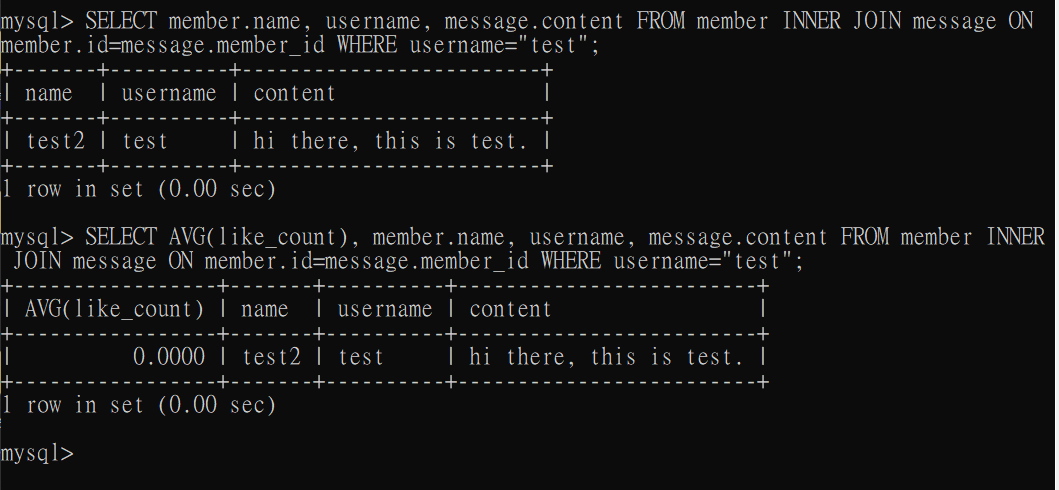 mysql> SELECT member.name, username, message.content FROM member INNER JOIN message ON
member.id=message.member_id WHERE username="test";
+-------+----------+-------------------------+
| name  | username | content                 |
+-------+----------+-------------------------+
| test2 | test     | hi there, this is test. |
+-------+----------+-------------------------+
1 row in set (0.00 sec)

mysql> SELECT AVG(like_count), member.name, username, message.content FROM member INNER
 JOIN message ON member.id=message.member_id WHERE username="test";
+-----------------+-------+----------+-------------------------+
| AVG(like_count) | name  | username | content                 |
+-----------------+-------+----------+-------------------------+
|          0.0000 | test2 | test     | hi there, this is test. |
+-----------------+-------+----------+-------------------------+
1 row in set (0.00 sec)

mysql>